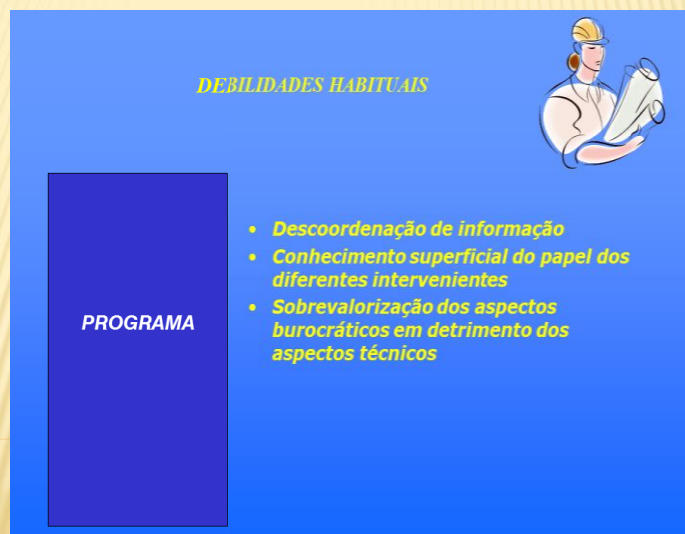 DEBILIDADES HABITUAIS
PROGRAMA
• Descoordenação de informação
• Conhecimento superficial do papel dos
diferentes intervenientes
• Sobrevalorização dos aspectos
burocráticos em detrimento dos
aspectos técnicos